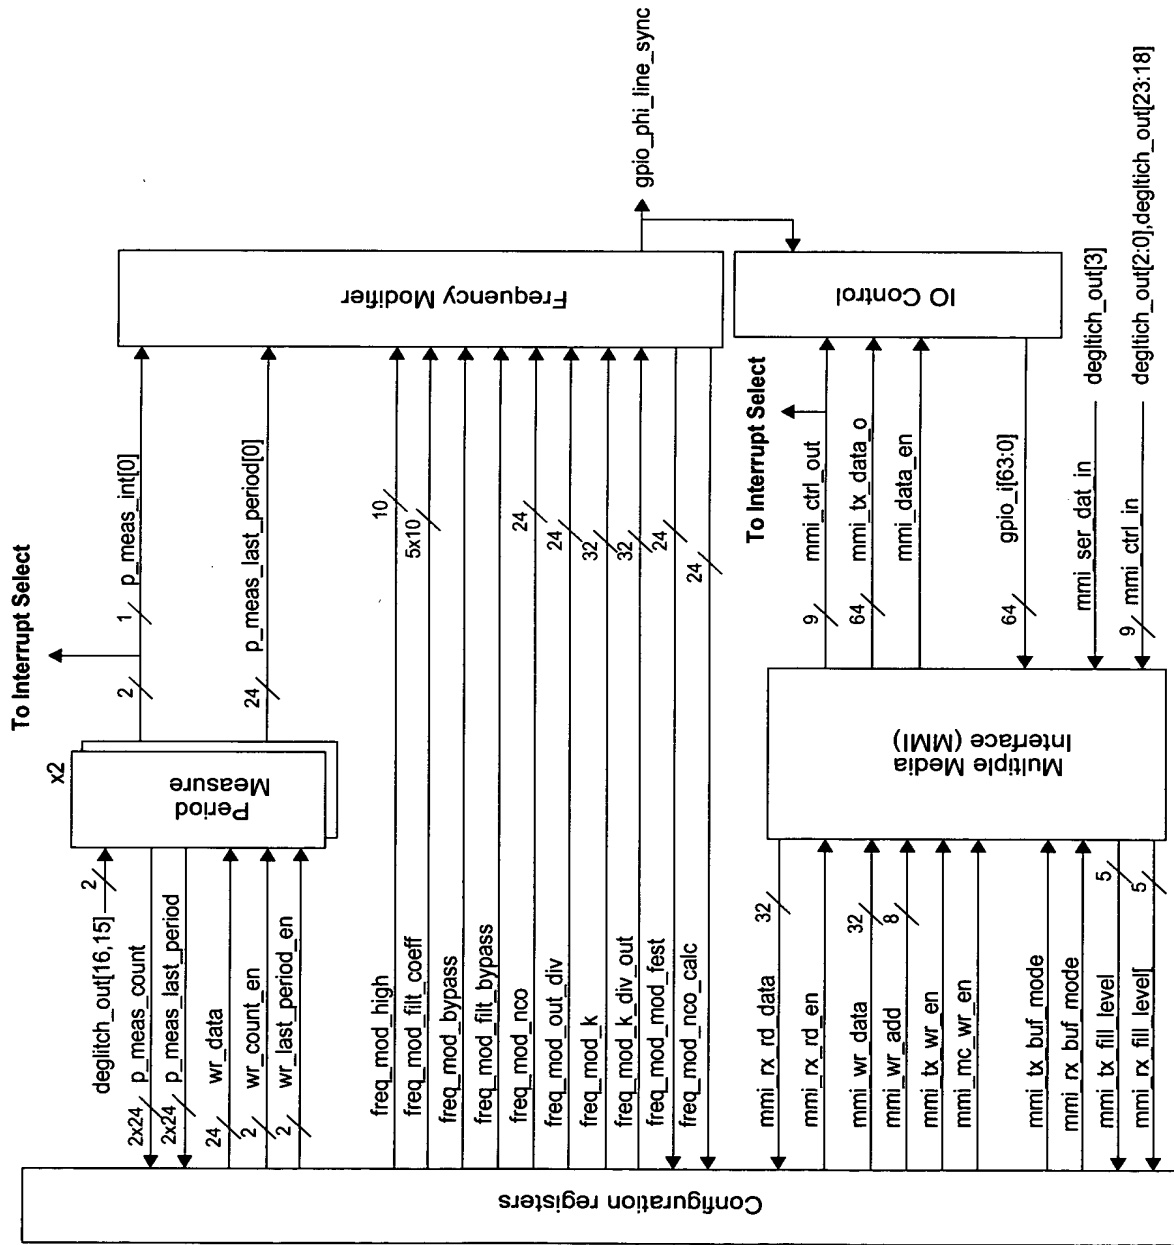 To Interrupt Select
x2
Period
Measure
deglitch_out[16,15]
2
2x24
p_meas_count
2x24
p_meas_last_period
24
wr_data
2
wr_count_en
2
wr_last_period_en
2
1
p_meas_int[0]
24
p_meas_last_period[0]
freq_mod_high
10
freq_mod_filt_coeff
5x10
freq_mod_bypass
freq_mod_filt_bypass
freq_mod_nco
24
freq_mod_out_div
24
freq_mod_k
32
freq_mod_k_div_out
32
freq_mod_mod_fest
24
freq_mod_nco_calc
24
Frequency Modifier
gpio_phi_line_sync
To Interrupt Select
IO Control
9
mmi_ctrl_out
64
mmi_tx_data_o
mmi_data_en
64
gpio_i[63:0]
mmi_ser_dat_in
degltich_out[3]
9
mmi_ctrl_in
degltich_out[2:0],degltich_out[23:18]
Multiple Media
Interface (MMI)
mmi_rx_rd_data
32
mmi_rx_rd_en
mmi_wr_data
32
mmi_wr_add
8
mmi_tx_wr_en
mmi_mc_wr_en
mmi_tx_buf_mode
mmi_rx_buf_mode
mmi_tx_fill_level
5
mmi_rx_fill_level[
5
Configuration registers